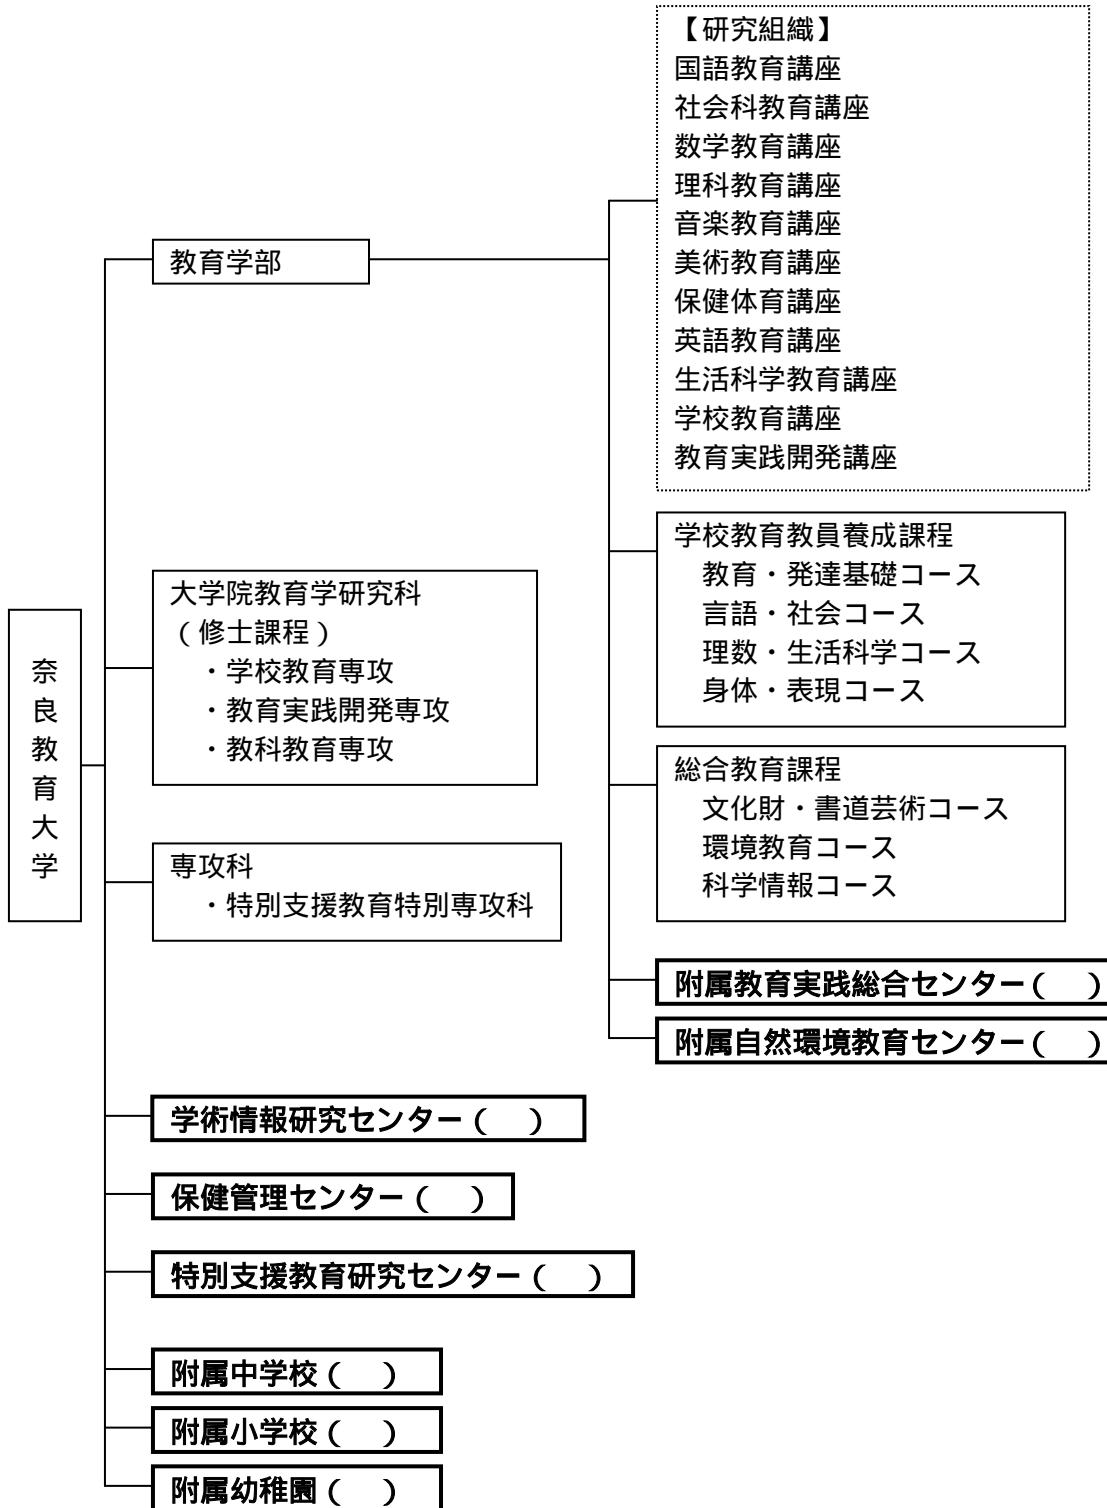 奈良教育大学
教育学部
【研究組織】
国語教育講座
社会科教育講座
数学教育講座
理科教育講座
音楽教育講座
美術教育講座
保健体育講座
英語教育講座
生活科学教育講座
学校教育講座
教育実践開発講座
学校教育教員養成課程
教育・発達基礎コース
言語・社会コース
理数・生活科学コース
身体・表現コース
総合教育課程
文化財・書道芸術コース
環境教育コース
科学情報コース
附属教育実践総合センター(　)
附属自然環境教育センター(　)
大学院教育学研究科
(修士課程)
・学校教育専攻
・教育実践開発専攻
・教科教育専攻
専攻科
・特別支援教育特別専攻科
学術情報研究センター(　)
保健管理センター(　)
特別支援教育研究センター(　)
附属中学校(　)
附属小学校(　)
附属幼稚園(　)